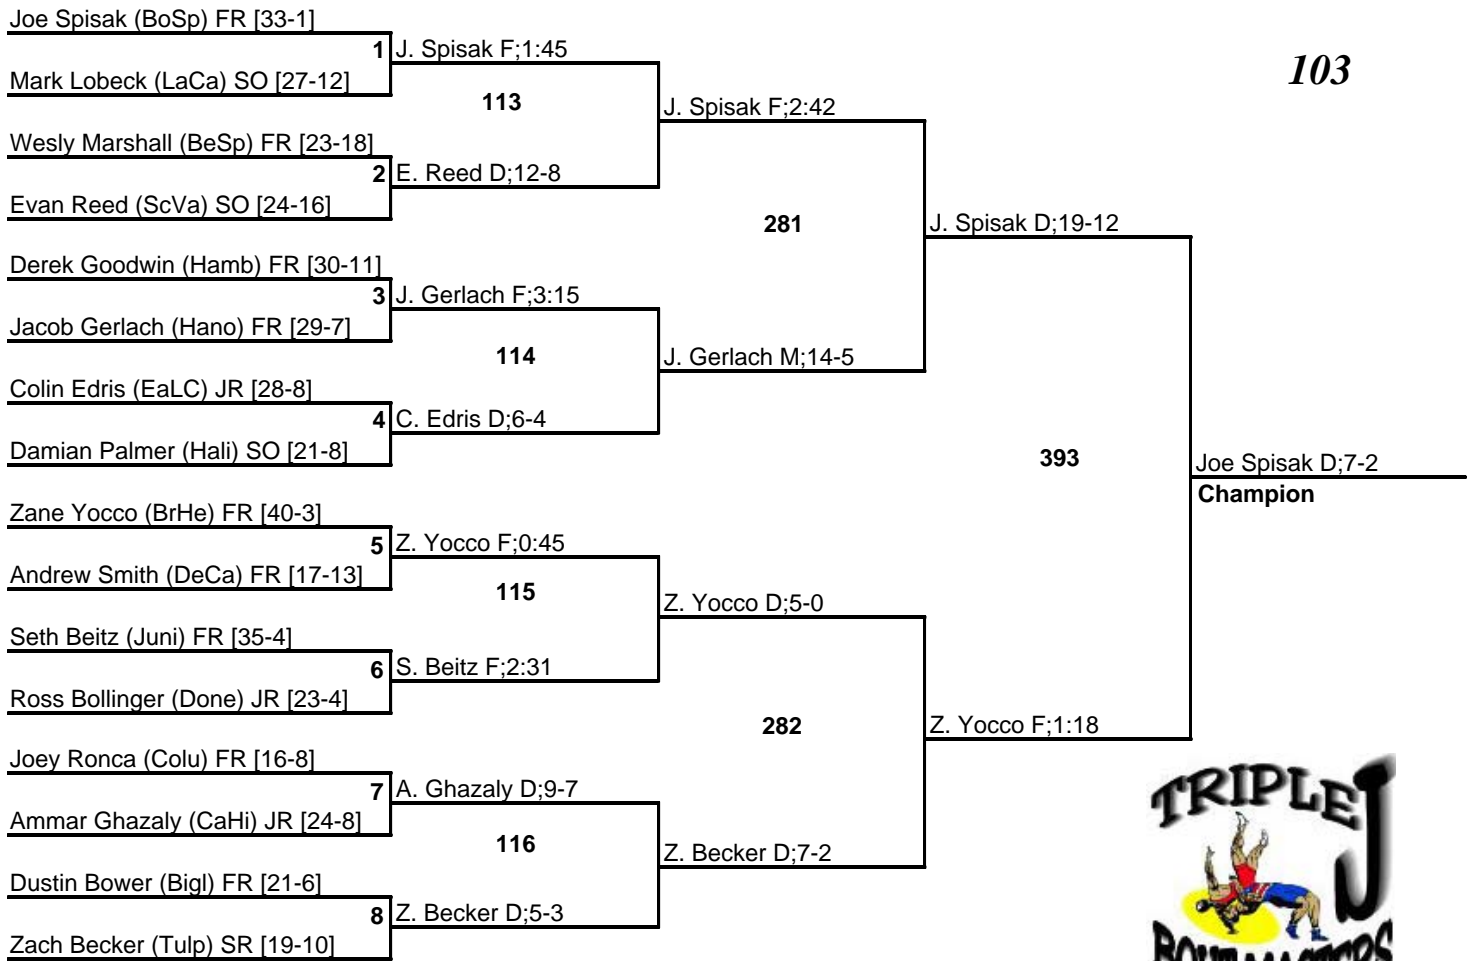 Joe Spisak (BoSp) FR [33-1]
1 J. Spisak F;1:45
Mark Lobeck (LaCa) SO [27-12]
103
113
J. Spisak F;2:42
Wesly Marshall (BeSp) FR [23-18]
2 E. Reed D;12-8
Evan Reed (ScVa) SO [24-16]
281
J. Spisak D;19-12
Derek Goodwin (Hamb) FR [30-11]
3 J. Gerlach F;3:15
Jacob Gerlach (Hano) FR [29-7]
114
J. Gerlach M;14-5
Colin Edris (EaLC) JR [28-8]
4 C. Edris D;6-4
Damian Palmer (Hali) SO [21-8]
393
Joe Spisak D;7-2
Champion
Zane Yocco (BrHe) FR [40-3]
5 Z. Yocco F;0:45
Andrew Smith (DeCa) FR [17-13]
115
Z. Yocco D;5-0
Seth Beitz (Juni) FR [35-4]
6 S. Beitz F;2:31
Ross Bollinger (Done) JR [23-4]
282
Z. Yocco F;1:18
Joey Ronca (Colu) FR [16-8]
7 A. Ghazaly D;9-7
Ammar Ghazaly (CaHi) JR [24-8]
116
Z. Becker D;7-2
Dustin Bower (Bigl) FR [21-6]
8 Z. Becker D;5-3
Zach Becker (Tulp) SR [19-10]
TRIPLE J
BOUT MASTERS